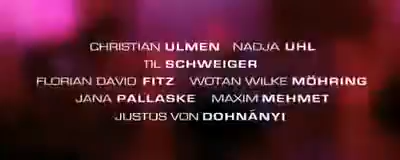 CHRISTIAN ULMEN NADJA UHL
TIL SCHWEIGER
FLORIAN DAVID FITZ WOTAN WILKE MÖHRING
JANA PALLASKE MAXIM MEHMET
JUSTUS VON DOHNÁNYI